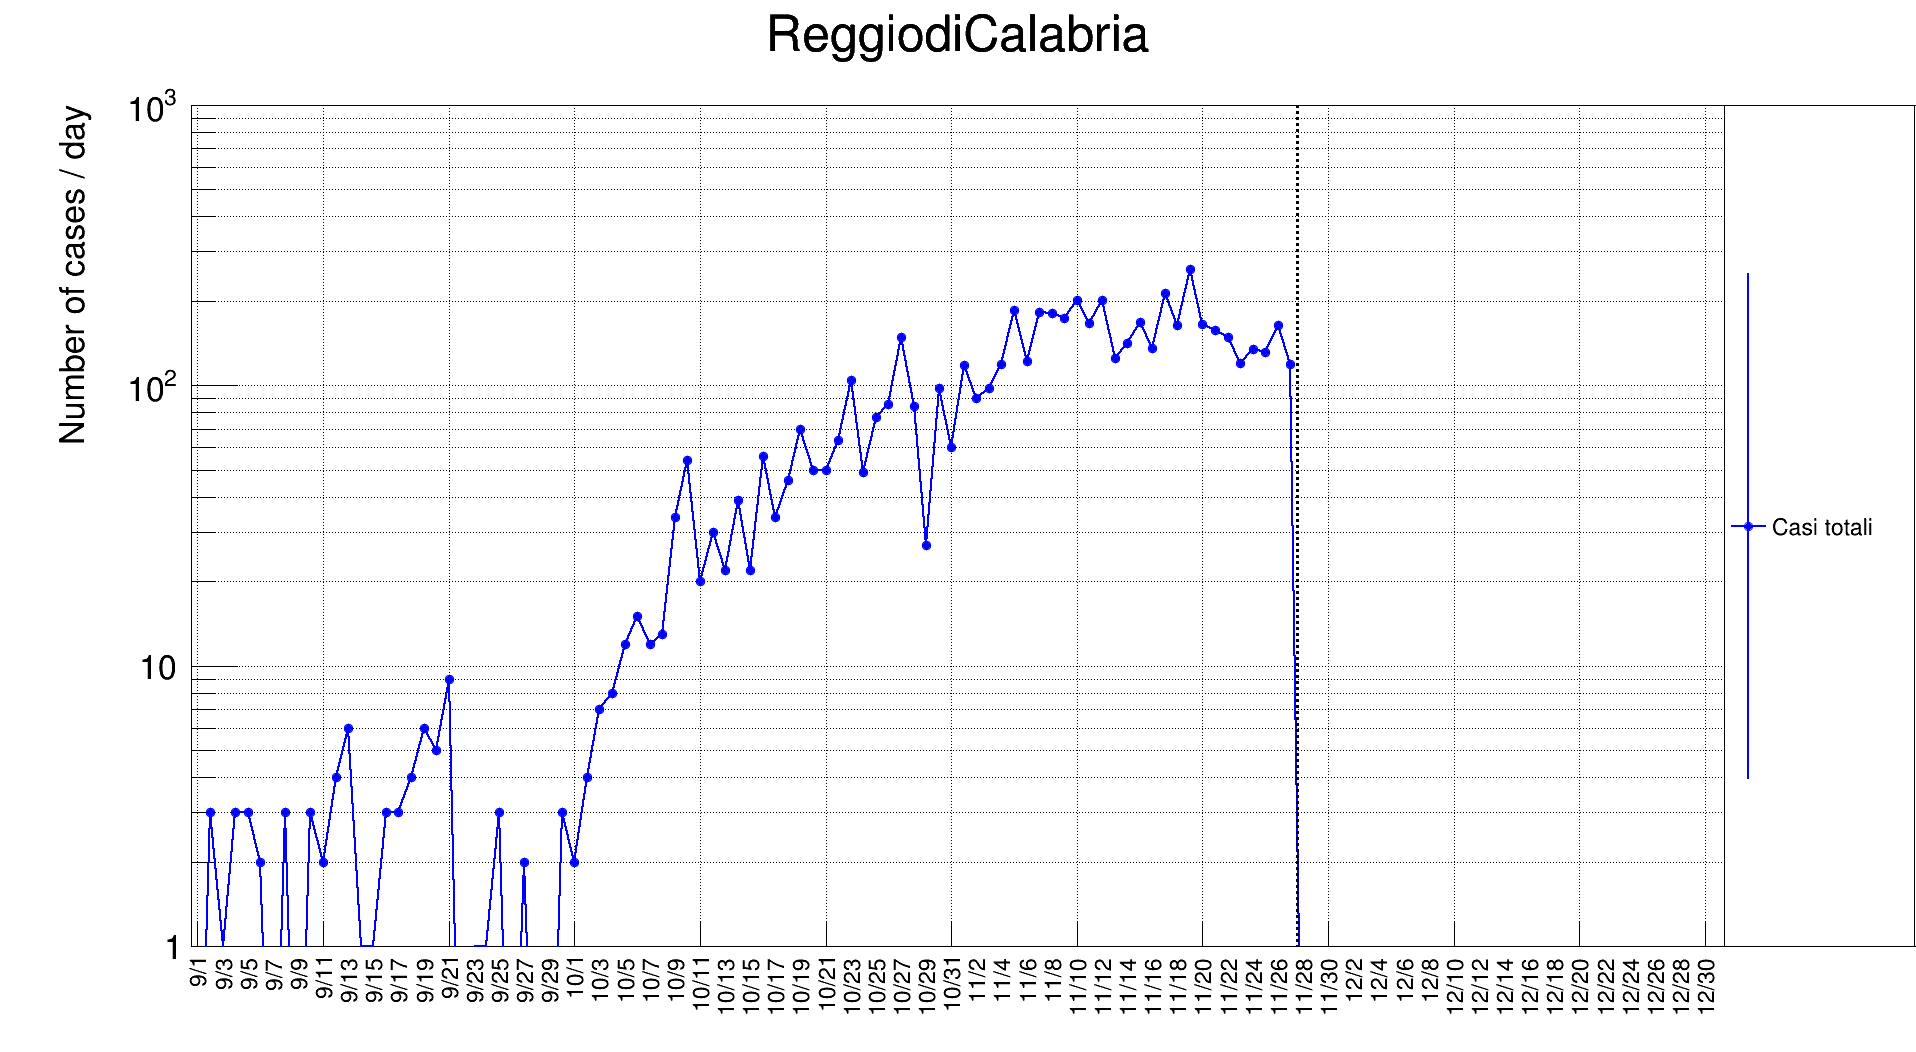 ReggiodiCalabria
Number of cases / day
10³
10²
10
1
9/1 9/3 9/5 9/7 9/9 9/11 9/13 9/15 9/17 9/19 9/21 9/23 9/25 9/27 9/29 10/1 10/3 10/5 10/7 10/9 10/11 10/13 10/15 10/17 10/19 10/21 10/23 10/25 10/27 10/29 10/31 11/2 11/4 11/6 11/8 11/10 11/12 11/14 11/16 11/18 11/20 11/22 11/24 11/26 11/28 11/30 12/2 12/4 12/6 12/8 12/10 12/12 12/14 12/16 12/18 12/20 12/22 12/24 12/26 12/28 12/30
Casi totali